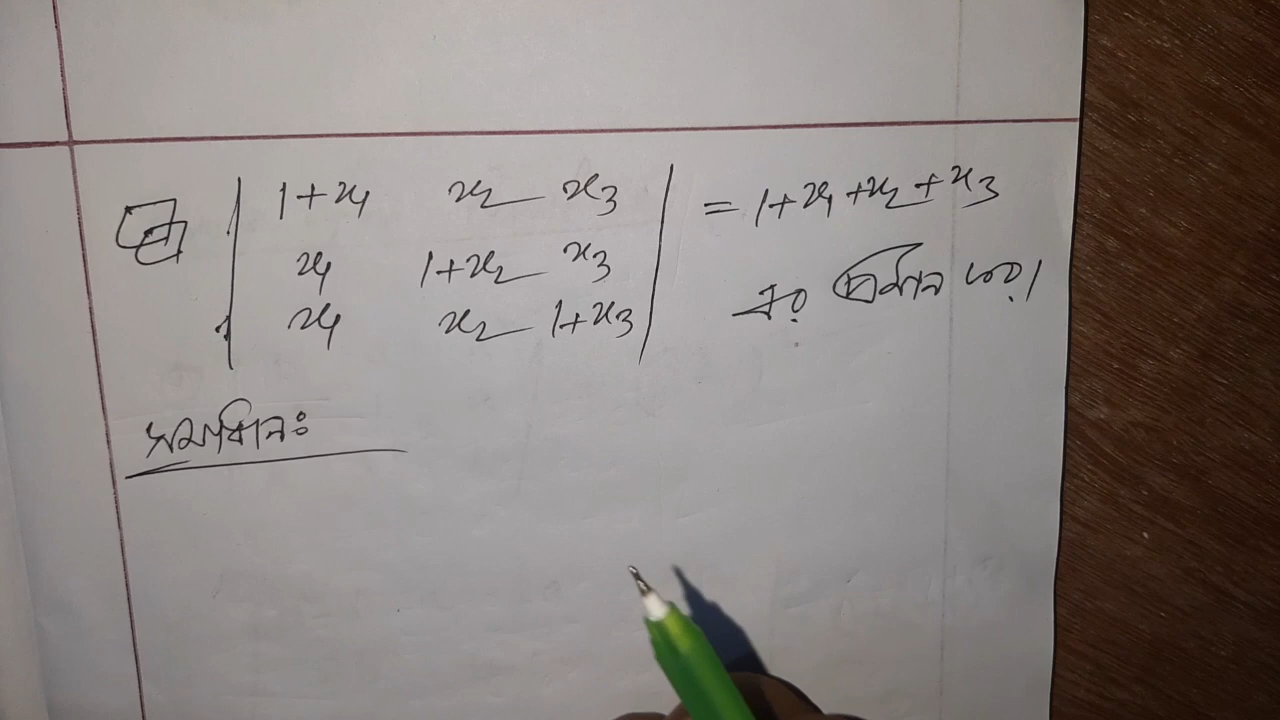 | 1+x₁ x₂ x₃ | = 1+x₁+x₂+x₃
| x₁ 1+x₂ x₃ | এর প্রমাণ কর।
| x₁ x₂ 1+x₃ |
সমাধানঃ